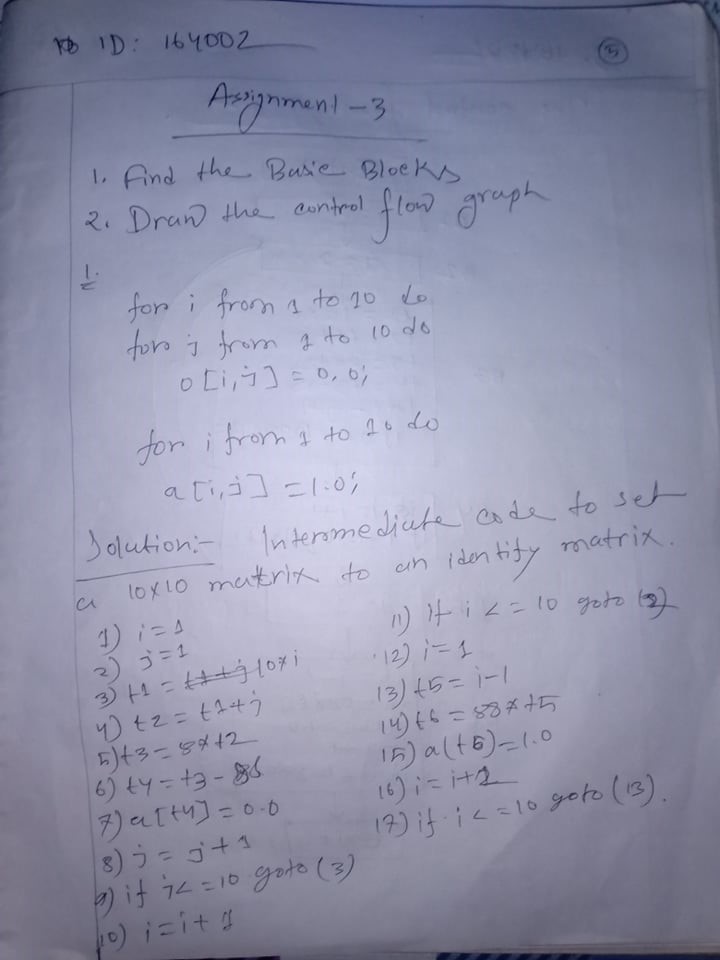 ID: 164002
5
Assignment - 3
1. Find the Basic Blocks
2. Draw the control flow graph
1.
for i from 1 to 10 do
for j from 1 to 10 do
a[i,j] = 0.0;
for i from 1 to 10 do
a[i,j] = 1.0;
Solution:- Intermediate code to set
a 10x10 matrix to an identity matrix.
1) i = 1
2) j = 1
3) t1 = 10*i
4) t2 = t1+j
5) t3 = 8*t2
6) t4 = t3 - 88
7) a[t4] = 0.0
8) j = j + 1
9) if j <= 10 goto (3)
10) i = i + 1
11) if i <= 10 goto (2)
12) i = 1
13) t5 = i-1
14) t6 = 88*t5
15) a(t6) = 1.0
16) i = i+1
17) if i <= 10 goto (13).